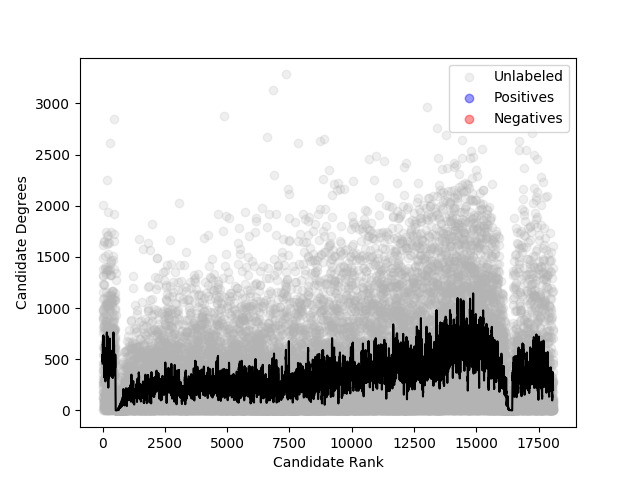 Unlabeled
Positives
Negatives
3000
2500
2000
1500
1000
500
0
Candidate Degrees
0 2500 5000 7500 10000 12500 15000 17500
Candidate Rank